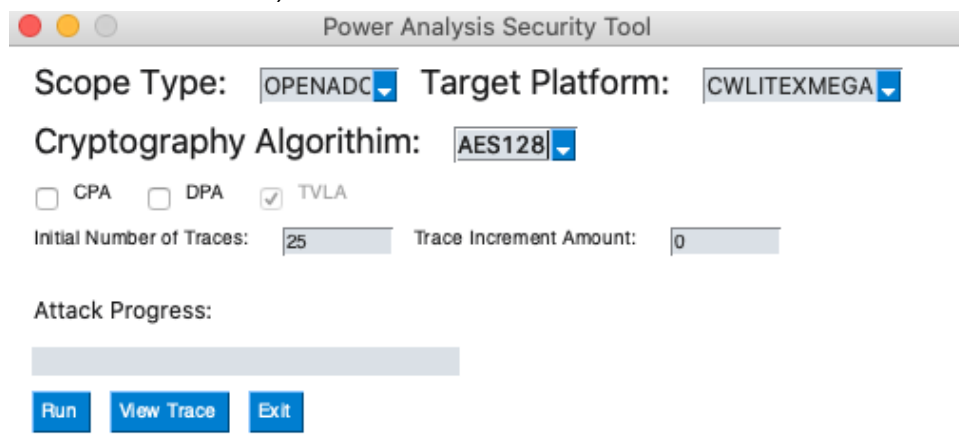 Power Analysis Security Tool
Scope Type: OPENADC Target Platform: CWLITEXMEGA
Cryptography Algorithim: AES128
CPA DPA TVLA
Initial Number of Traces: 25 Trace Increment Amount: 0
Attack Progress:
Run View Trace Exit